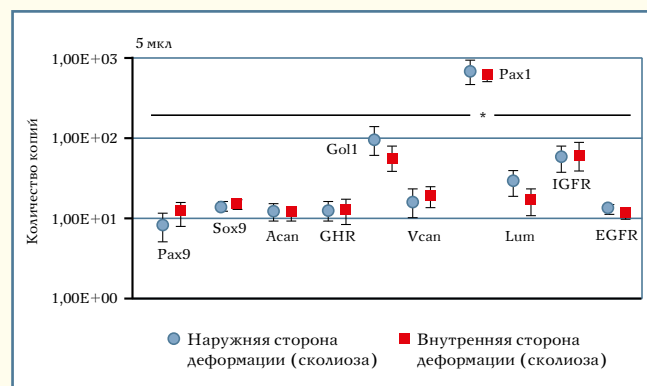 5 мкл
1,00E+03
1,00E+02
1,00E+01
1,00E+00
Количество копий
*
Pax1
Gol1
IGFR
Pax9
Sox9
Acan
GHR
Vcan
Lum
EGFR
Наружняя сторона
деформации (сколиоза)
Внутренняя сторона
деформации (сколиоза)